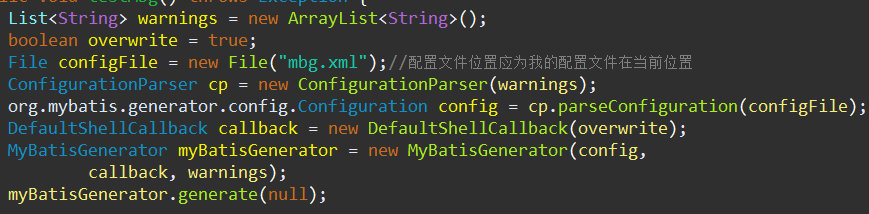 List<String> warnings = new ArrayList<String>();
boolean overwrite = true;
File configFile = new File("mbg.xml");//配置文件位置应为我的配置文件在当前位置
ConfigurationParser cp = new ConfigurationParser(warnings);
org.mybatis.generator.config.Configuration config = cp.parseConfiguration(configFile);
DefaultShellCallback callback = new DefaultShellCallback(overwrite);
MyBatisGenerator myBatisGenerator = new MyBatisGenerator(config,
callback, warnings);
myBatisGenerator.generate(null);